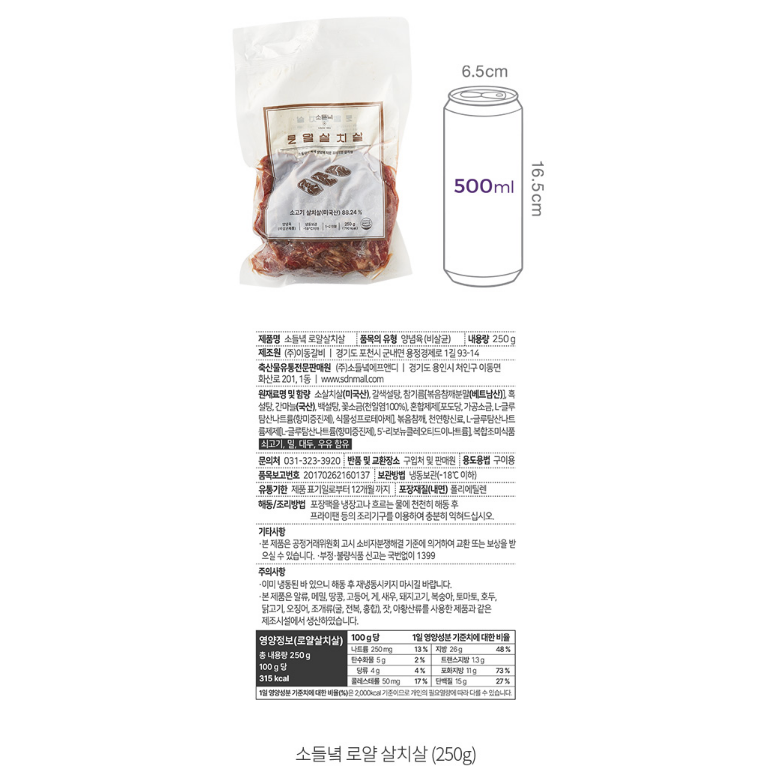 소들녘
로얄살치살
소고기 살치살(미국산) 89.24 %
250 g
6.5cm
16.5cm
500ml
제품명 소들녘 로얄살치살 품목의 유형 양념육(비살균) 내용량 250 g
제조원 (주)이동갈비 | 경기도 포천시 군내면 용정경제로 1길 93-14
축산물유통전문판매원 (주)소들녘에프앤디 | 경기도 용인시 처인구 이동면
화산로 201, 1동 | www.sdnmall.com
원재료명 및 함량 소살치살(미국산), 갈색설탕, 참기름[볶음참깨분말(베트남산)], 흑
설탕, 간마늘(국산), 백설탕, 꽃소금(천일염100%), 혼합제제[포도당, 가공소금, L-글루
탐산나트륨(향미증진제), 식물성프로테아제], 볶음참깨, 천연향신료, L-글루탐산나트
륨제제[L-글루탐산나트륨(향미증진제), 5'-리보뉴클레오티드이나트륨], 복합조미식품
쇠고기, 밀, 대두, 우유 함유
문의처 031-323-3920 반품 및 교환장소 구입처 및 판매원 용도용법 구이용
품목보고번호 20170262160137 보관방법 냉동보관(-18℃ 이하)
유통기한 제품 표기일로부터 12개월 까지 포장재질(내면) 폴리에틸렌
해동/조리방법 포장팩을 냉장고나 흐르는 물에 천천히 해동 후
프라이팬 등의 조리기구를 이용하여 충분히 익혀드십시오.
기타사항
·본 제품은 공정거래위원회 고시 소비자분쟁해결 기준에 의거하여 교환 또는 보상을 받
으실 수 있습니다. ·부정·불량식품 신고는 국번없이 1399
주의사항
·이미 냉동된 바 있으니 해동 후 재냉동시키지 마시길 바랍니다.
·본 제품은 알류, 메밀, 땅콩, 고등어, 게, 새우, 돼지고기, 복숭아, 토마토, 호두,
닭고기, 오징어, 조개류(굴, 전복, 홍합), 잣, 아황산류를 사용한 제품과 같은
제조시설에서 생산하였습니다.
영양정보(로얄살치살)
총 내용량 250 g
100 g 당
315 kcal
100 g 당 1일 영양성분 기준치에 대한 비율
나트륨 250 mg 13 % 지방 26 g 48 %
탄수화물 5 g 2 % 트랜스지방 1.3 g
당류 4 g 4 % 포화지방 11 g 73 %
콜레스테롤 50 mg 17 % 단백질 15 g 27 %
1일 영양성분 기준치에 대한 비율(%)은 2,000kcal 기준이므로 개인의 필요열량에 따라 다를 수 있습니다.
소들녘 로얄 살치살 (250g)